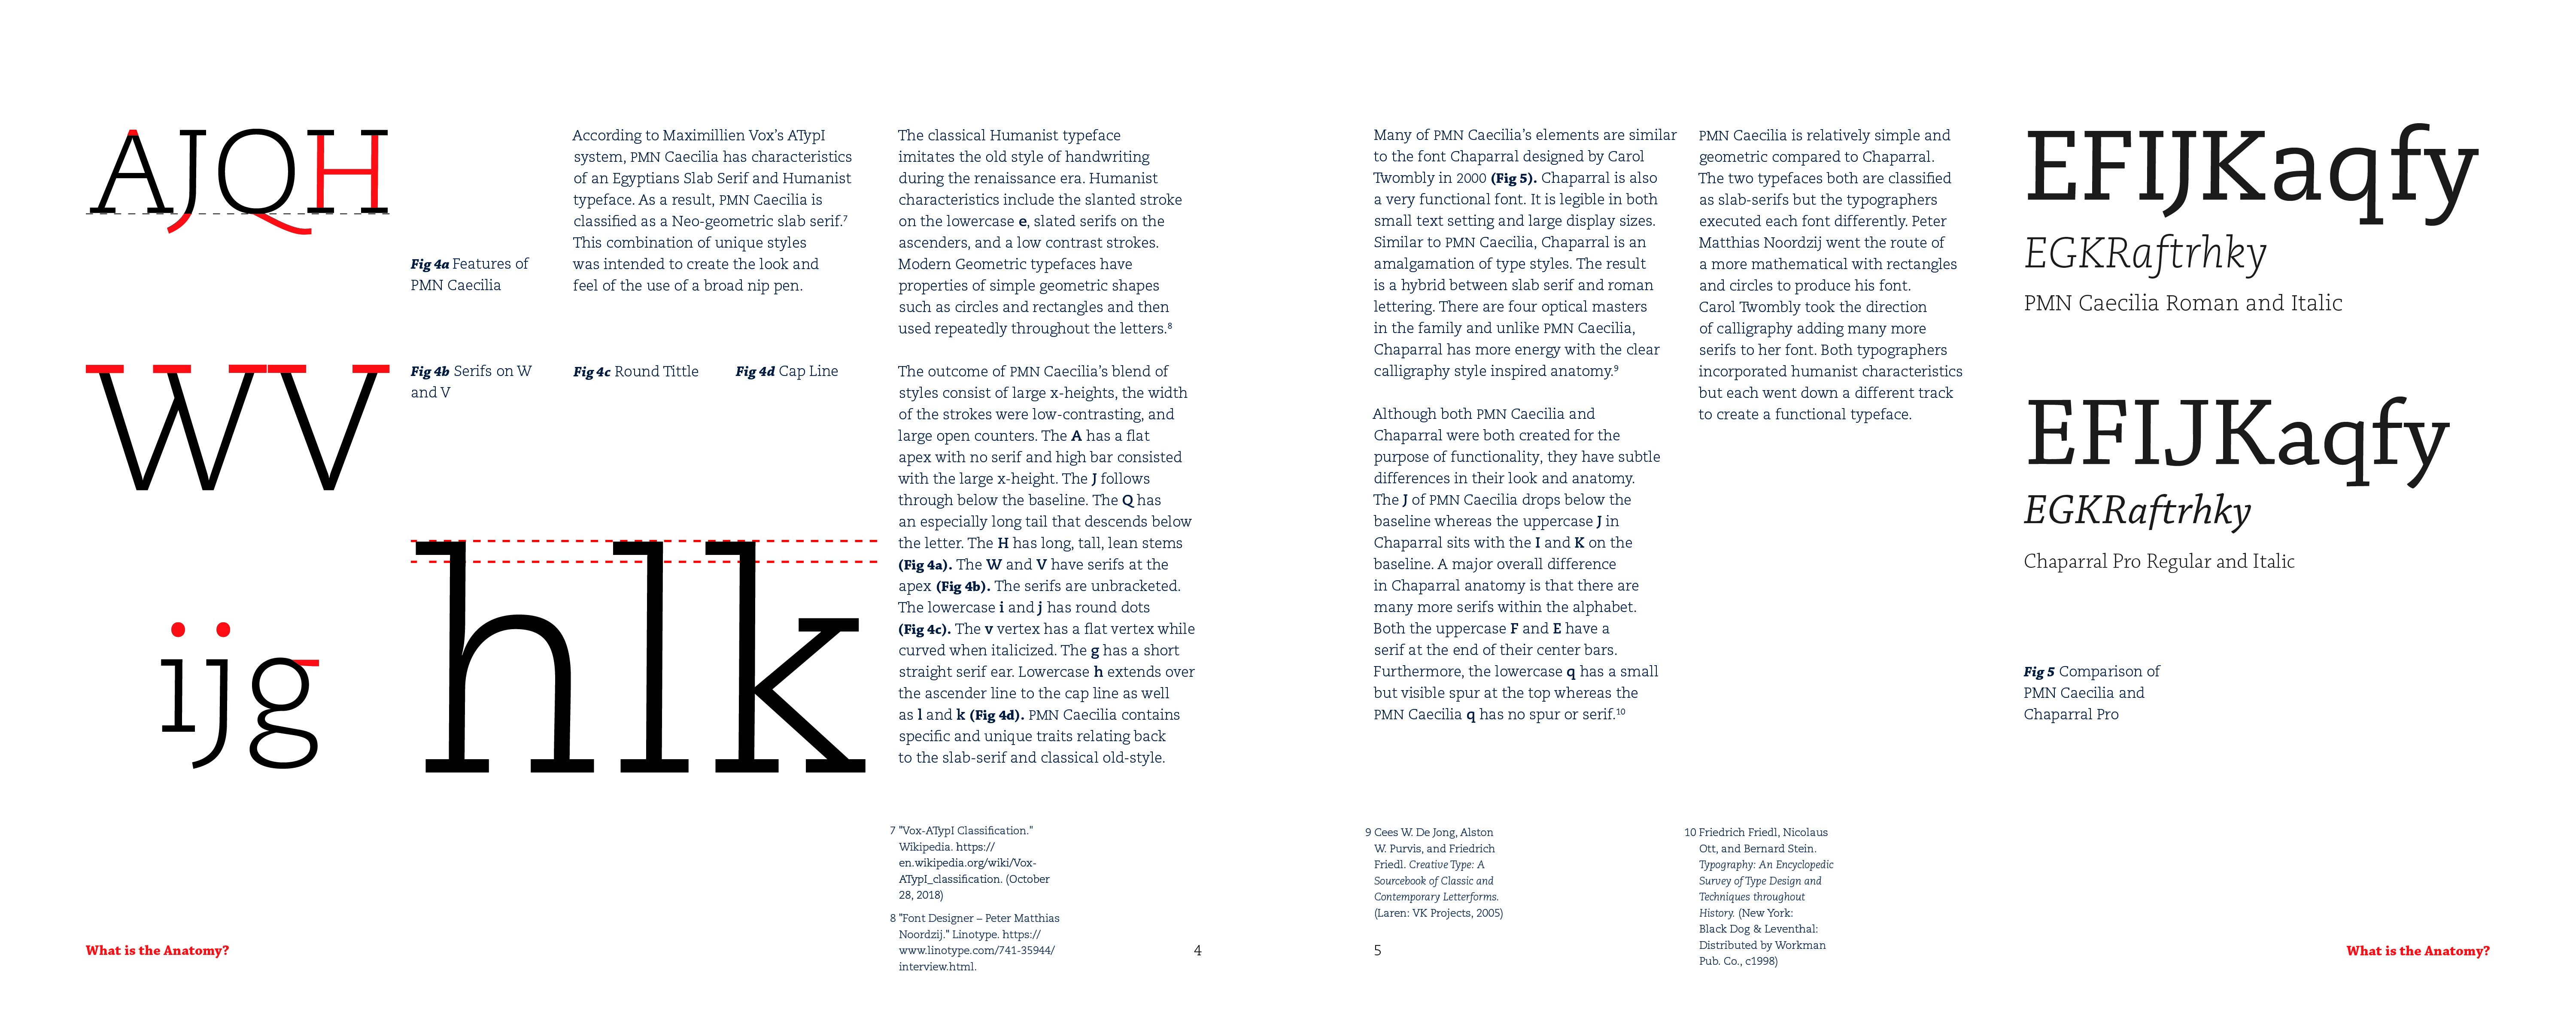 AJQH
Fig 4a Features of
PMN Caecilia
WV
Fig 4b Serifs on W
and V
Fig 4c Round Tittle
Fig 4d Cap Line
ijg
hlk
According to Maximillien Vox's ATypI
system, PMN Caecilia has characteristics
of an Egyptians Slab Serif and Humanist
typeface. As a result, PMN Caecilia is
classified as a Neo-geometric slab serif.7
This combination of unique styles
was intended to create the look and
feel of the use of a broad nip pen.
The classical Humanist typeface
imitates the old style of handwriting
during the renaissance era. Humanist
characteristics include the slanted stroke
on the lowercase e, slated serifs on the
ascenders, and a low contrast strokes.
Modern Geometric typefaces have
properties of simple geometric shapes
such as circles and rectangles and then
used repeatedly throughout the letters.8
The outcome of PMN Caecilia's blend of
styles consist of large x-heights, the width
of the strokes were low-contrasting, and
large open counters. The A has a flat
apex with no serif and high bar consisted
with the large x-height. The J follows
through below the baseline. The Q has
an especially long tail that descends below
the letter. The H has long, tall, lean stems
(Fig 4a). The W and V have serifs at the
apex (Fig 4b). The serifs are unbracketed.
The lowercase i and j has round dots
(Fig 4c). The v vertex has a flat vertex while
curved when italicized. The g has a short
straight serif ear. Lowercase h extends over
the ascender line to the cap line as well
as l and k (Fig 4d). PMN Caecilia contains
specific and unique traits relating back
to the slab-serif and classical old-style.
7 "Vox-ATypI Classification."
Wikipedia. https://
en.wikipedia.org/wiki/Vox-
ATypI_classification. (October
28, 2018)
8 "Font Designer – Peter Matthias
Noordzij." Linotype. https://
www.linotype.com/741-35944/
interview.html.
What is the Anatomy?
4
Many of PMN Caecilia's elements are similar
to the font Chaparral designed by Carol
Twombly in 2000 (Fig 5). Chaparral is also
a very functional font. It is legible in both
small text setting and large display sizes.
Similar to PMN Caecilia, Chaparral is an
amalgamation of type styles. The result
is a hybrid between slab serif and roman
lettering. There are four optical masters
in the family and unlike PMN Caecilia,
Chaparral has more energy with the clear
calligraphy style inspired anatomy.9
Although both PMN Caecilia and
Chaparral were both created for the
purpose of functionality, they have subtle
differences in their look and anatomy.
The J of PMN Caecilia drops below the
baseline whereas the uppercase J in
Chaparral sits with the I and K on the
baseline. A major overall difference
in Chaparral anatomy is that there are
many more serifs within the alphabet.
Both the uppercase F and E have a
serif at the end of their center bars.
Furthermore, the lowercase q has a small
but visible spur at the top whereas the
PMN Caecilia q has no spur or serif.10
PMN Caecilia is relatively simple and
geometric compared to Chaparral.
The two typefaces both are classified
as slab-serifs but the typographers
executed each font differently. Peter
Matthias Noordzij went the route of
a more mathematical with rectangles
and circles to produce his font.
Carol Twombly took the direction
of calligraphy adding many more
serifs to her font. Both typographers
incorporated humanist characteristics
but each went down a different track
to create a functional typeface.
EFIJKaqfy
EGKRaftrhky
PMN Caecilia Roman and Italic
EFIJKaqfy
EGKRaftrhky
Chaparral Pro Regular and Italic
Fig 5 Comparison of
PMN Caecilia and
Chaparral Pro
9 Cees W. De Jong, Alston
W. Purvis, and Friedrich
Friedl. Creative Type: A
Sourcebook of Classic and
Contemporary Letterforms.
(Laren: VK Projects, 2005)
10 Friedrich Friedl, Nicolaus
Ott, and Bernard Stein.
Typography: An Encyclopedic
Survey of Type Design and
Techniques throughout
History. (New York:
Black Dog & Leventhal:
Distributed by Workman
Pub. Co., c1998)
5
What is the Anatomy?